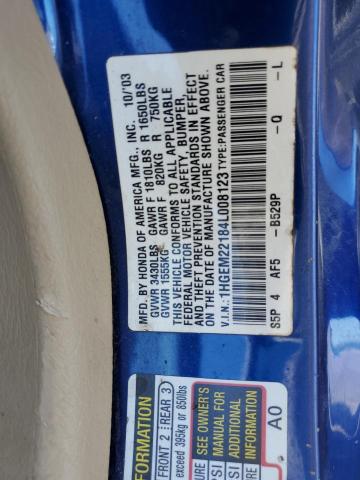 MFD. BY HONDA OF AMERICA MFG., INC. 10/'03
GVWR 3430LBS GAWR F 1810LBS R 1650LBS
GVWR 1555KG GAWR F 820KG R 750KG
THIS VEHICLE CONFORMS TO ALL APPLICABLE
FEDERAL MOTOR VEHICLE SAFETY, BUMPER,
AND THEFT PREVENTION STANDARDS IN EFFECT
ON THE DATE OF MANUFACTURE SHOWN ABOVE.
V.I.N.: 1HGEM22184L008123 TYPE: PASSENGER CAR
S5P 4 AF5 -B529P -Q -L
FORMATION
FRONT 2 REAR 3
exceed 395kg or 850lbs
SEE OWNER'S
MANUAL FOR
A0